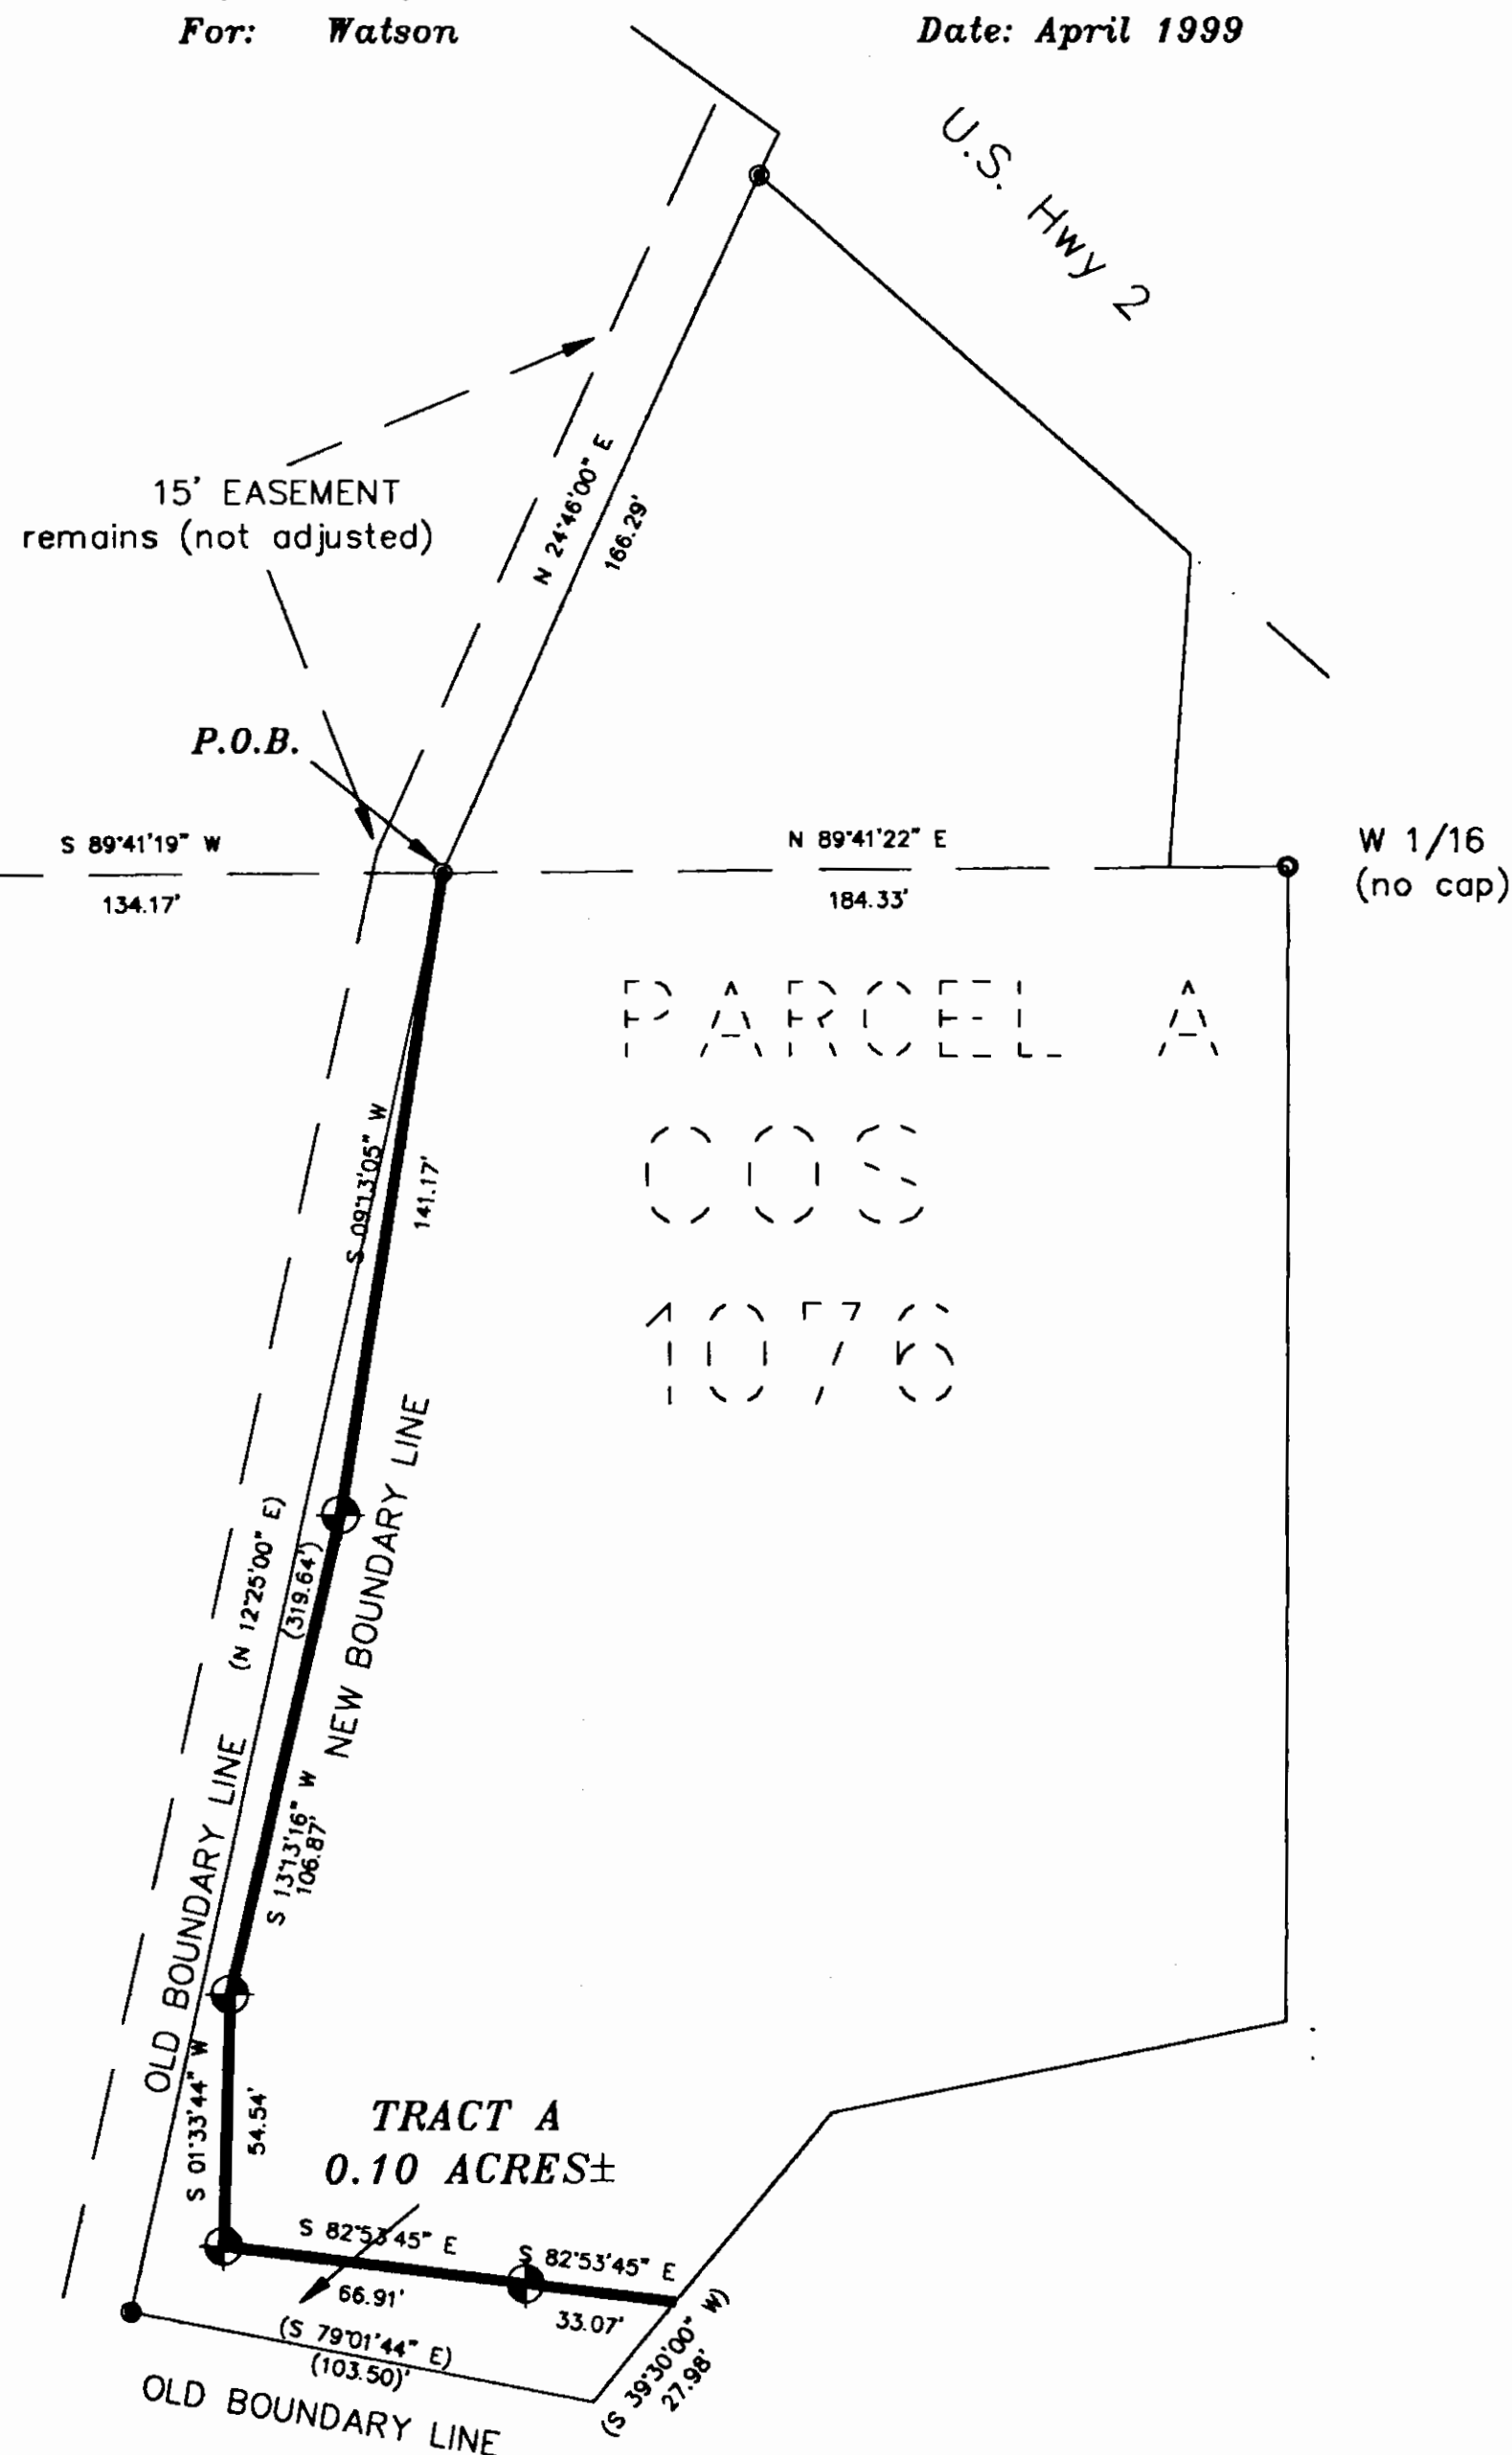 For: Watson
Date: April 1999
U.S. Hwy 2
15' EASEMENT
remains (not adjusted)
N 24°46'00" E
166.29'
P.O.B.
S 89°41'19" W
134.17'
N 89°41'22" E
184.33'
W 1/16
(no cap)
PARCEL A
COS
1076
S 09°13'05" W
141.17'
NEW BOUNDARY LINE
(N 12°25'00" E)
(319.64')
OLD BOUNDARY LINE
S 13°13'16" W
106.87'
S 01°33'44" W
54.54'
TRACT A
0.10 ACRES±
S 82°53'45" E
66.91'
S 82°53'45" E
33.07'
(S 79°01'44" E)
(103.50)'
(S 39°30'00" W)
27.98'
OLD BOUNDARY LINE